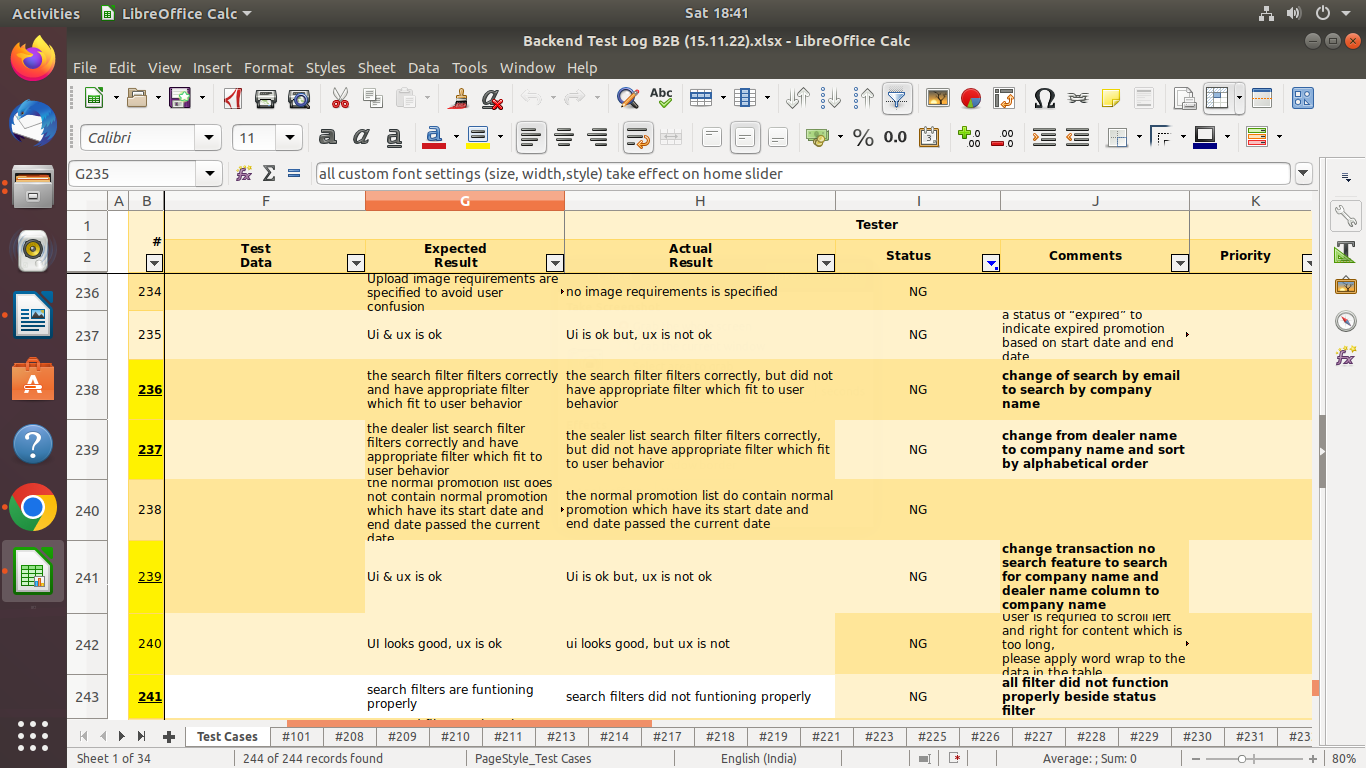 Activities
LibreOffice Calc
Sat 18:41
Backend Test Log B2B (15.11.22).xlsx - LibreOffice Calc
File Edit View Insert Format Styles Sheet Data Tools Window Help
Abc
Calibri
11
a a a a
% 0.0
G235
all custom font settings (size, width,style) take effect on home slider
A B F G H I J K
1
Tester
2
#
Test
Data
Expected
Result
Actual
Result
Status
Comments
Priority
236
234
Upload image requirements are
specified to avoid user
confusion
no image requirements is specified
NG
237
235
Ui & ux is ok
Ui is ok but, ux is not ok
NG
a status of “expired” to
indicate expired promotion
based on start date and end
date
238
236
the search filter filters correctly
and have appropriate filter
which fit to user behavior
the search filter filters correctly, but did not
have appropriate filter which fit to user
behavior
NG
change of search by email
to search by company
name
239
237
the dealer list search filter
filters correctly and have
appropriate filter which fit to
user behavior
the sealer list search filter filters correctly,
but did not have appropriate filter which fit
to user behavior
NG
change from dealer name
to company name and sort
by alphabetical order
240
238
the normal promotion list does
not contain normal promotion
which have its start date and
end date passed the current
date
the normal promotion list do contain normal
promotion which have its start date and
end date passed the current date
NG
241
239
Ui & ux is ok
Ui is ok but, ux is not ok
NG
change transaction no
search feature to search
for company name and
dealer name column to
company name
242
240
UI looks good, ux is ok
ui looks good, but ux is not
NG
User is requried to scroll left
and right for content which is
too long,
please apply word wrap to the
data in the table
243
241
search filters are funtioning
properly
search filters did not funtioning properly
NG
all filter did not function
properly beside status
filter
Test Cases #101 #208 #209 #210 #211 #213 #214 #217 #218 #219 #221 #225 #226 #227 #228 #229 #230 #231 #23
Sheet 1 of 34
244 of 244 records found
PageStyle_Test Cases
English (India)
Average: ; Sum: 0
80%